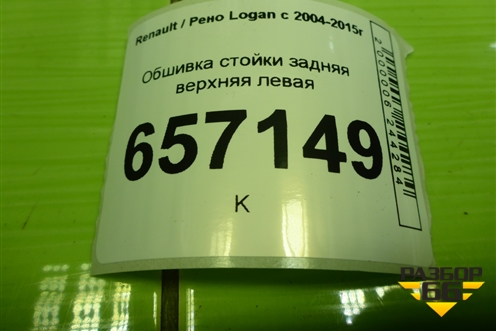 Renault / Рено Logan с 2004-2015г
Обшивка стойки задняя
верхняя левая
657149
К
2000006244284
РАЗБОР
66